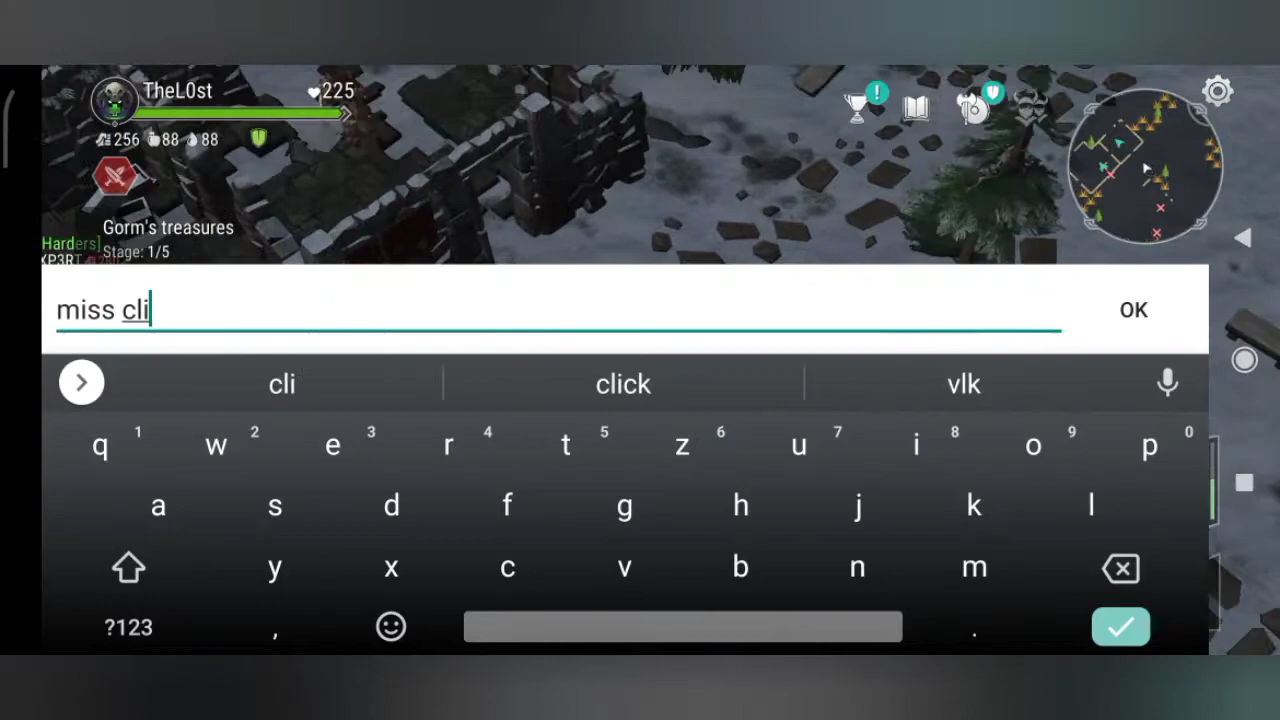 TheL0st
225
256 88 88
!
Gorm's treasures
Harders]
Stage: 1/5
miss cli
OK
cli click vlk
q 1 w 2 e 3 r 4 t 5 z 6 u 7 i 8 o 9 p 0
a s d f g h j k l
y x c v b n m
?123 , .